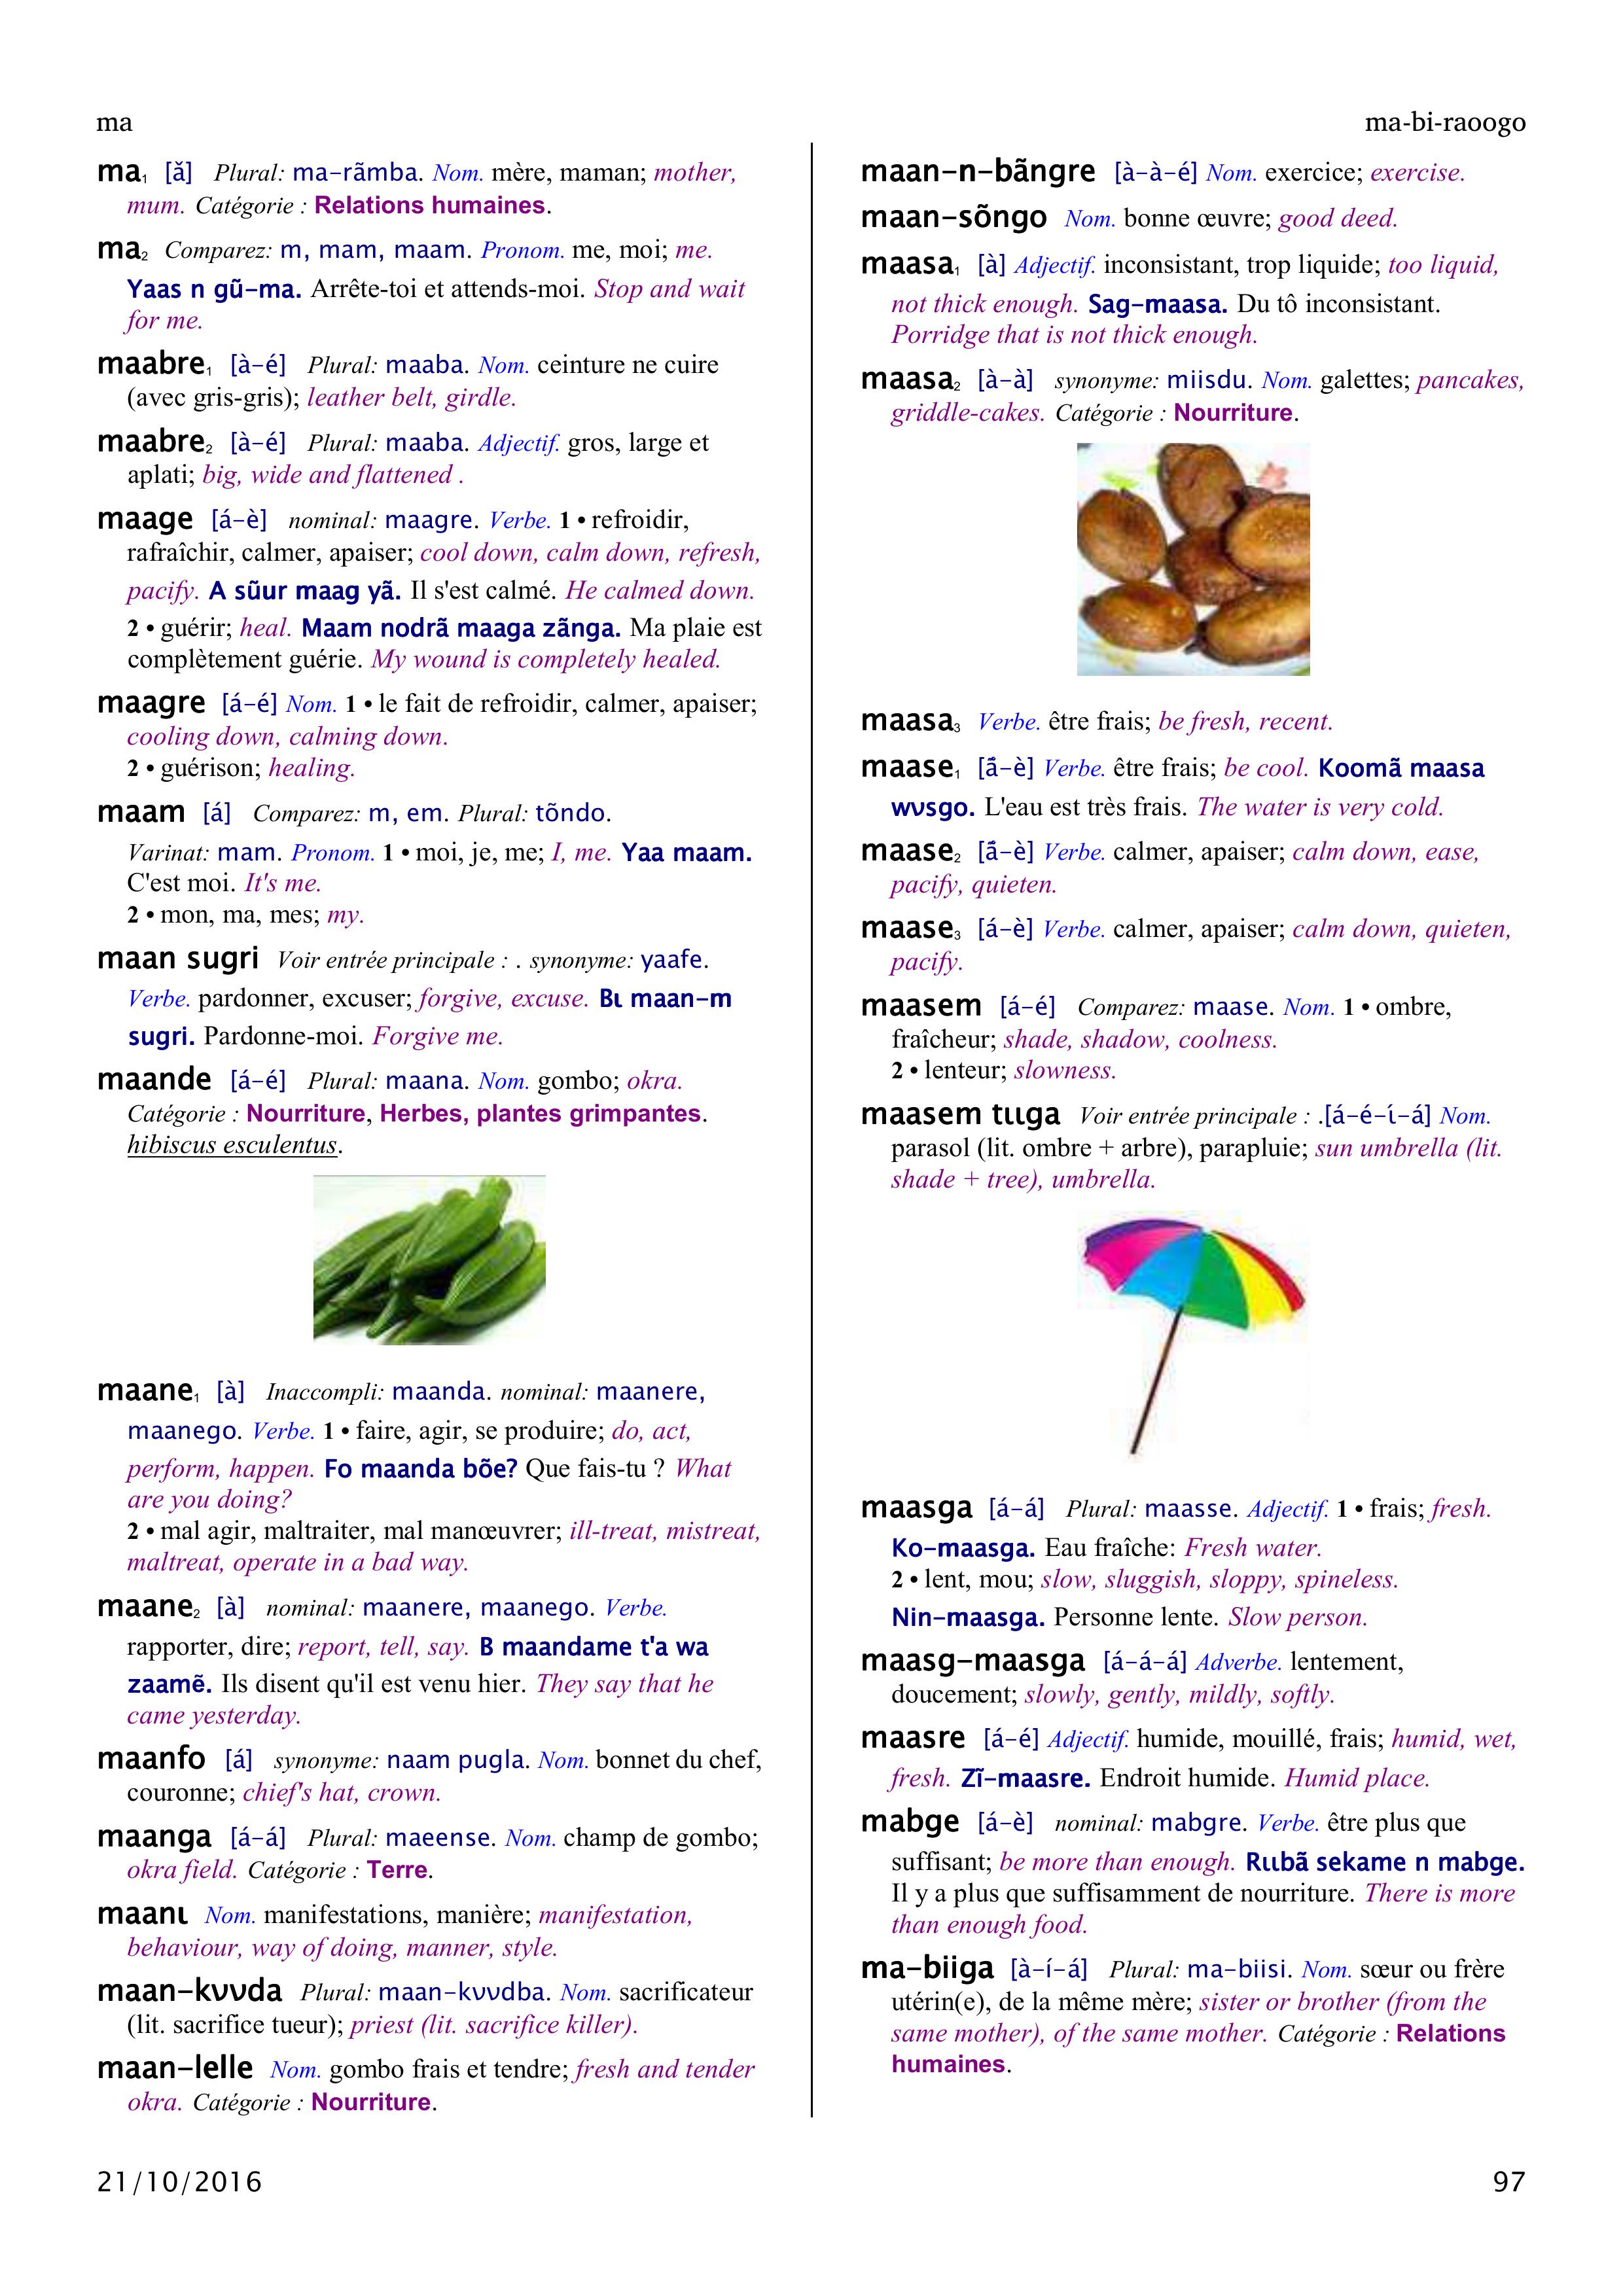 ma
ma-bi-raoogo
ma₁ [ǎ] Plural: ma-rãmba. Nom. mère, maman; mother,
mum. Catégorie : Relations humaines.
ma₂ Comparez: m, mam, maam. Pronom. me, moi; me.
Yaas n gũ-ma. Arrête-toi et attends-moi. Stop and wait
for me.
maabre₁ [à-é] Plural: maaba. Nom. ceinture ne cuire
(avec gris-gris); leather belt, girdle.
maabre₂ [à-é] Plural: maaba. Adjectif. gros, large et
aplati; big, wide and flattened .
maage [á-è] nominal: maagre. Verbe. 1 • refroidir,
rafraîchir, calmer, apaiser; cool down, calm down, refresh,
pacify. A sũur maag yã. Il s'est calmé. He calmed down.
2 • guérir; heal. Maam nodrã maaga zãnga. Ma plaie est
complètement guérie. My wound is completely healed.
maagre [á-é] Nom. 1 • le fait de refroidir, calmer, apaiser;
cooling down, calming down.
2 • guérison; healing.
maam [á] Comparez: m, em. Plural: tõndo.
Varinat: mam. Pronom. 1 • moi, je, me; I, me. Yaa maam.
C'est moi. It's me.
2 • mon, ma, mes; my.
maan sugri Voir entrée principale : . synonyme: yaafe.
Verbe. pardonner, excuser; forgive, excuse. Bɩ maan-m
sugri. Pardonne-moi. Forgive me.
maande [á-é] Plural: maana. Nom. gombo; okra.
Catégorie : Nourriture, Herbes, plantes grimpantes.
hibiscus esculentus.
maane₁ [à] Inaccompli: maanda. nominal: maanere,
maanego. Verbe. 1 • faire, agir, se produire; do, act,
perform, happen. Fo maanda bõe? Que fais-tu ? What
are you doing?
2 • mal agir, maltraiter, mal manœuvrer; ill-treat, mistreat,
maltreat, operate in a bad way.
maane₂ [à] nominal: maanere, maanego. Verbe.
rapporter, dire; report, tell, say. B maandame t'a wa
zaamẽ. Ils disent qu'il est venu hier. They say that he
came yesterday.
maanfo [á] synonyme: naam pugla. Nom. bonnet du chef,
couronne; chief's hat, crown.
maanga [á-á] Plural: maeense. Nom. champ de gombo;
okra field. Catégorie : Terre.
maanɩ Nom. manifestations, manière; manifestation,
behaviour, way of doing, manner, style.
maan-kʋʋda Plural: maan-kʋʋdba. Nom. sacrificateur
(lit. sacrifice tueur); priest (lit. sacrifice killer).
maan-lelle Nom. gombo frais et tendre; fresh and tender
okra. Catégorie : Nourriture.
maan-n-bãngre [à-à-é] Nom. exercice; exercise.
maan-sõngo Nom. bonne œuvre; good deed.
maasa₁ [à] Adjectif. inconsistant, trop liquide; too liquid,
not thick enough. Sag-maasa. Du tô inconsistant.
Porridge that is not thick enough.
maasa₂ [à-à] synonyme: miisdu. Nom. galettes; pancakes,
griddle-cakes. Catégorie : Nourriture.
maasa₃ Verbe. être frais; be fresh, recent.
maase₁ [ã́-è] Verbe. être frais; be cool. Koomã maasa
wʋsgo. L'eau est très frais. The water is very cold.
maase₂ [ã́-è] Verbe. calmer, apaiser; calm down, ease,
pacify, quieten.
maase₃ [á-è] Verbe. calmer, apaiser; calm down, quieten,
pacify.
maasem [á-é] Comparez: maase. Nom. 1 • ombre,
fraîcheur; shade, shadow, coolness.
2 • lenteur; slowness.
maasem tɩɩga Voir entrée principale : .[á-é-ɩ́-á] Nom.
parasol (lit. ombre + arbre), parapluie; sun umbrella (lit.
shade + tree), umbrella.
maasga [á-á] Plural: maasse. Adjectif. 1 • frais; fresh.
Ko-maasga. Eau fraîche: Fresh water.
2 • lent, mou; slow, sluggish, sloppy, spineless.
Nin-maasga. Personne lente. Slow person.
maasg-maasga [á-á-á] Adverbe. lentement,
doucement; slowly, gently, mildly, softly.
maasre [á-é] Adjectif. humide, mouillé, frais; humid, wet,
fresh. Zĩ-maasre. Endroit humide. Humid place.
mabge [á-è] nominal: mabgre. Verbe. être plus que
suffisant; be more than enough. Rɩɩbã sekame n mabge.
Il y a plus que suffisamment de nourriture. There is more
than enough food.
ma-biiga [à-í-á] Plural: ma-biisi. Nom. sœur ou frère
utérin(e), de la même mère; sister or brother (from the
same mother), of the same mother. Catégorie : Relations
humaines.
21/10/2016
97